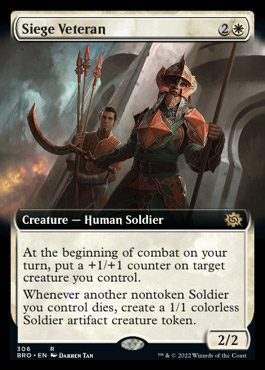 Siege Veteran 2
Creature — Human Soldier
At the beginning of combat on your turn, put a +1/+1 counter on target
creature you control.
Whenever another nontoken Soldier
you control dies, create a 1/1 colorless
Soldier artifact creature token.
2/2
306 R
BRO • EN DARREN TAN
™ & © 2022 Wizards of the Coast